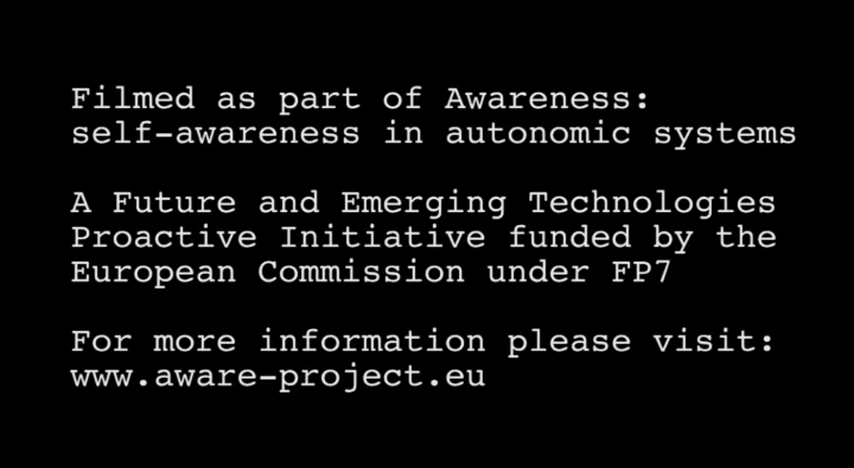 Filmed as part of Awareness:
self-awareness in autonomic systems
A Future and Emerging Technologies
Proactive Initiative funded by the
European Commission under FP7
For more information please visit:
www.aware-project.eu